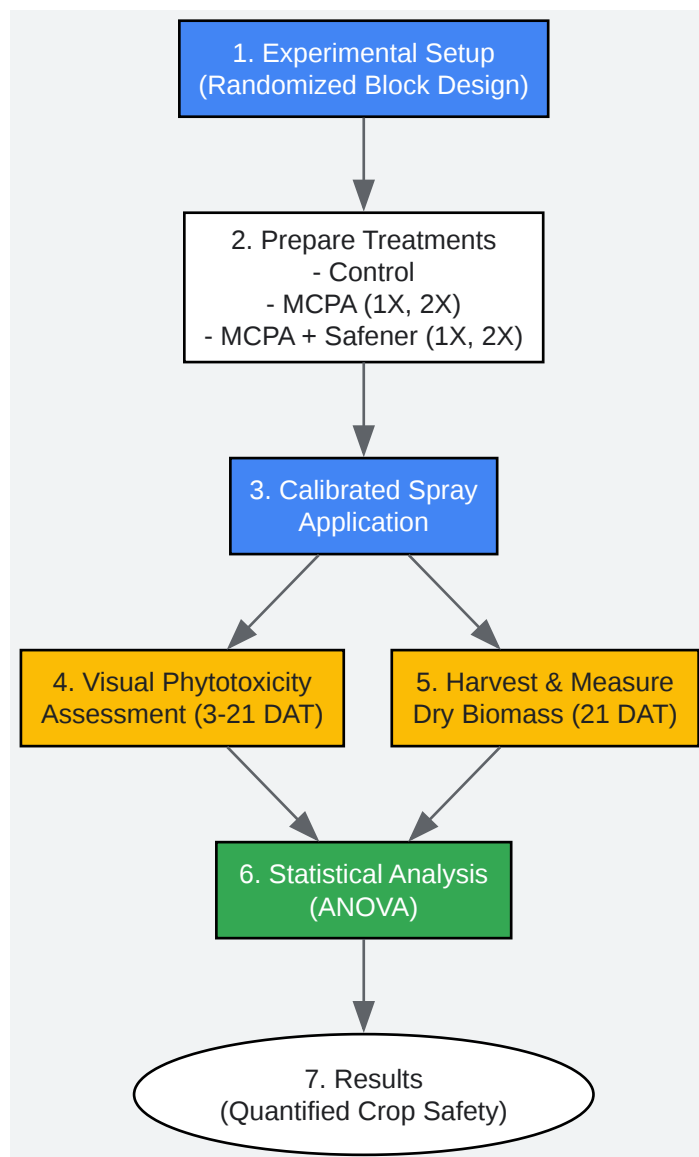 1. Experimental Setup
(Randomized Block Design)
2. Prepare Treatments
- Control
- MCPA (1X, 2X)
- MCPA + Safener (1X, 2X)
3. Calibrated Spray
Application
4. Visual Phytotoxicity
Assessment (3-21 DAT)
5. Harvest & Measure
Dry Biomass (21 DAT)
6. Statistical Analysis
(ANOVA)
7. Results
(Quantified Crop Safety)